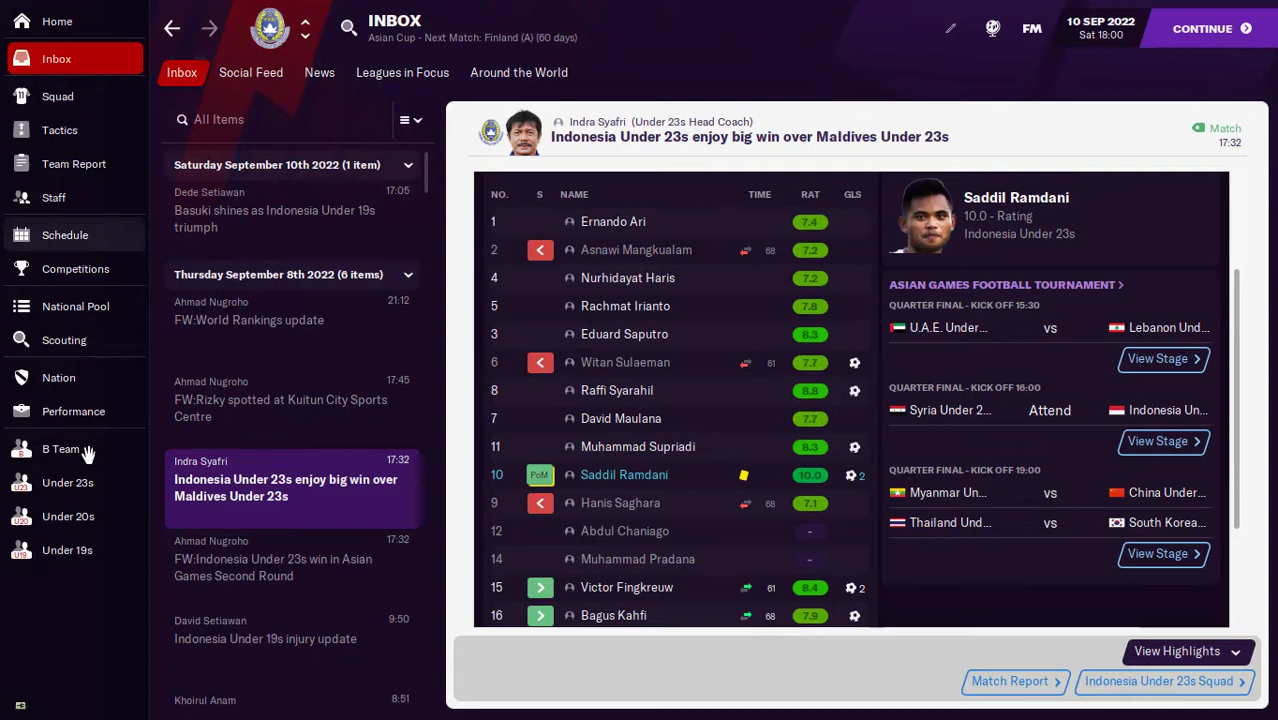 Home
Inbox
Squad
Tactics
Team Report
Staff
Schedule
Competitions
National Pool
Scouting
Nation
Performance
B Team
Under 23s
Under 20s
Under 19s
INBOX
Asian Cup - Next Match: Finland (A) (60 days)
FM
10 SEP 2022
Sat 18:00
CONTINUE
Inbox
Social Feed
News
Leagues in Focus
Around the World
All Items
Saturday September 10th 2022 (1 item)
Dede Setiawan 17:05
Basuki shines as Indonesia Under 19s
triumph
Thursday September 8th 2022 (6 items)
Ahmad Nugroho 21:12
FW:World Rankings update
Ahmad Nugroho 17:45
FW:Rizky spotted at Kuitun City Sports
Centre
Indra Syafri 17:32
Indonesia Under 23s enjoy big win over
Maldives Under 23s
Ahmad Nugroho 17:32
FW:Indonesia Under 23s win in Asian
Games Second Round
David Setiawan 9:50
Indonesia Under 19s injury update
Khoirul Anam 8:51
Indra Syafri (Under 23s Head Coach)
Indonesia Under 23s enjoy big win over Maldives Under 23s
Match
17:32
NO. S NAME TIME RAT GLS
1 Ernando Ari 7.4
2 Asnawi Mangkualam 68 7.2
4 Nurhidayat Haris 7.2
5 Rachmat Irianto 7.8
3 Eduard Saputro 8.3
6 Witan Sulaeman 61 7.7
8 Raffi Syarahil 8.8
7 David Maulana 7.7
11 Muhammad Supriadi 8.3
10 PoM Saddil Ramdani 10.0 2
9 Hanis Saghara 68 7.1
12 Abdul Chaniago -
14 Muhammad Pradana -
15 Victor Fingkreuw 61 8.4 2
16 Bagus Kahfi 68 7.9
Saddil Ramdani
10.0 - Rating
Indonesia Under 23s
ASIAN GAMES FOOTBALL TOURNAMENT >
QUARTER FINAL - KICK OFF 15:30
U.A.E. Under... vs Lebanon Und...
View Stage >
QUARTER FINAL - KICK OFF 16:00
Syria Under 2... Attend Indonesia Un...
View Stage >
QUARTER FINAL - KICK OFF 19:00
Myanmar Un... vs China Under...
Thailand Und... vs South Korea...
View Stage >
View Highlights
Match Report >
Indonesia Under 23s Squad >